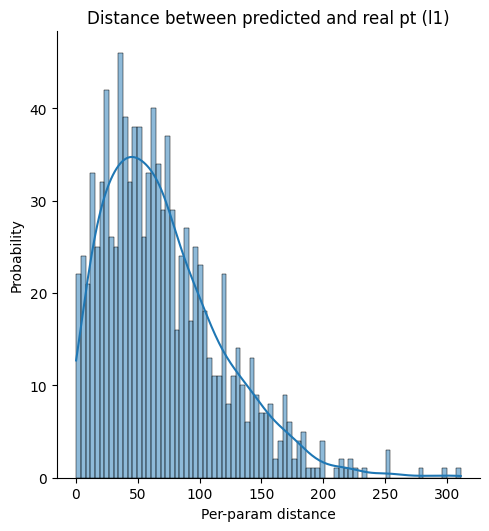 Distance between predicted and real pt (l1)
Probability
40
30
20
10
0
0 50 100 150 200 250 300
Per-param distance